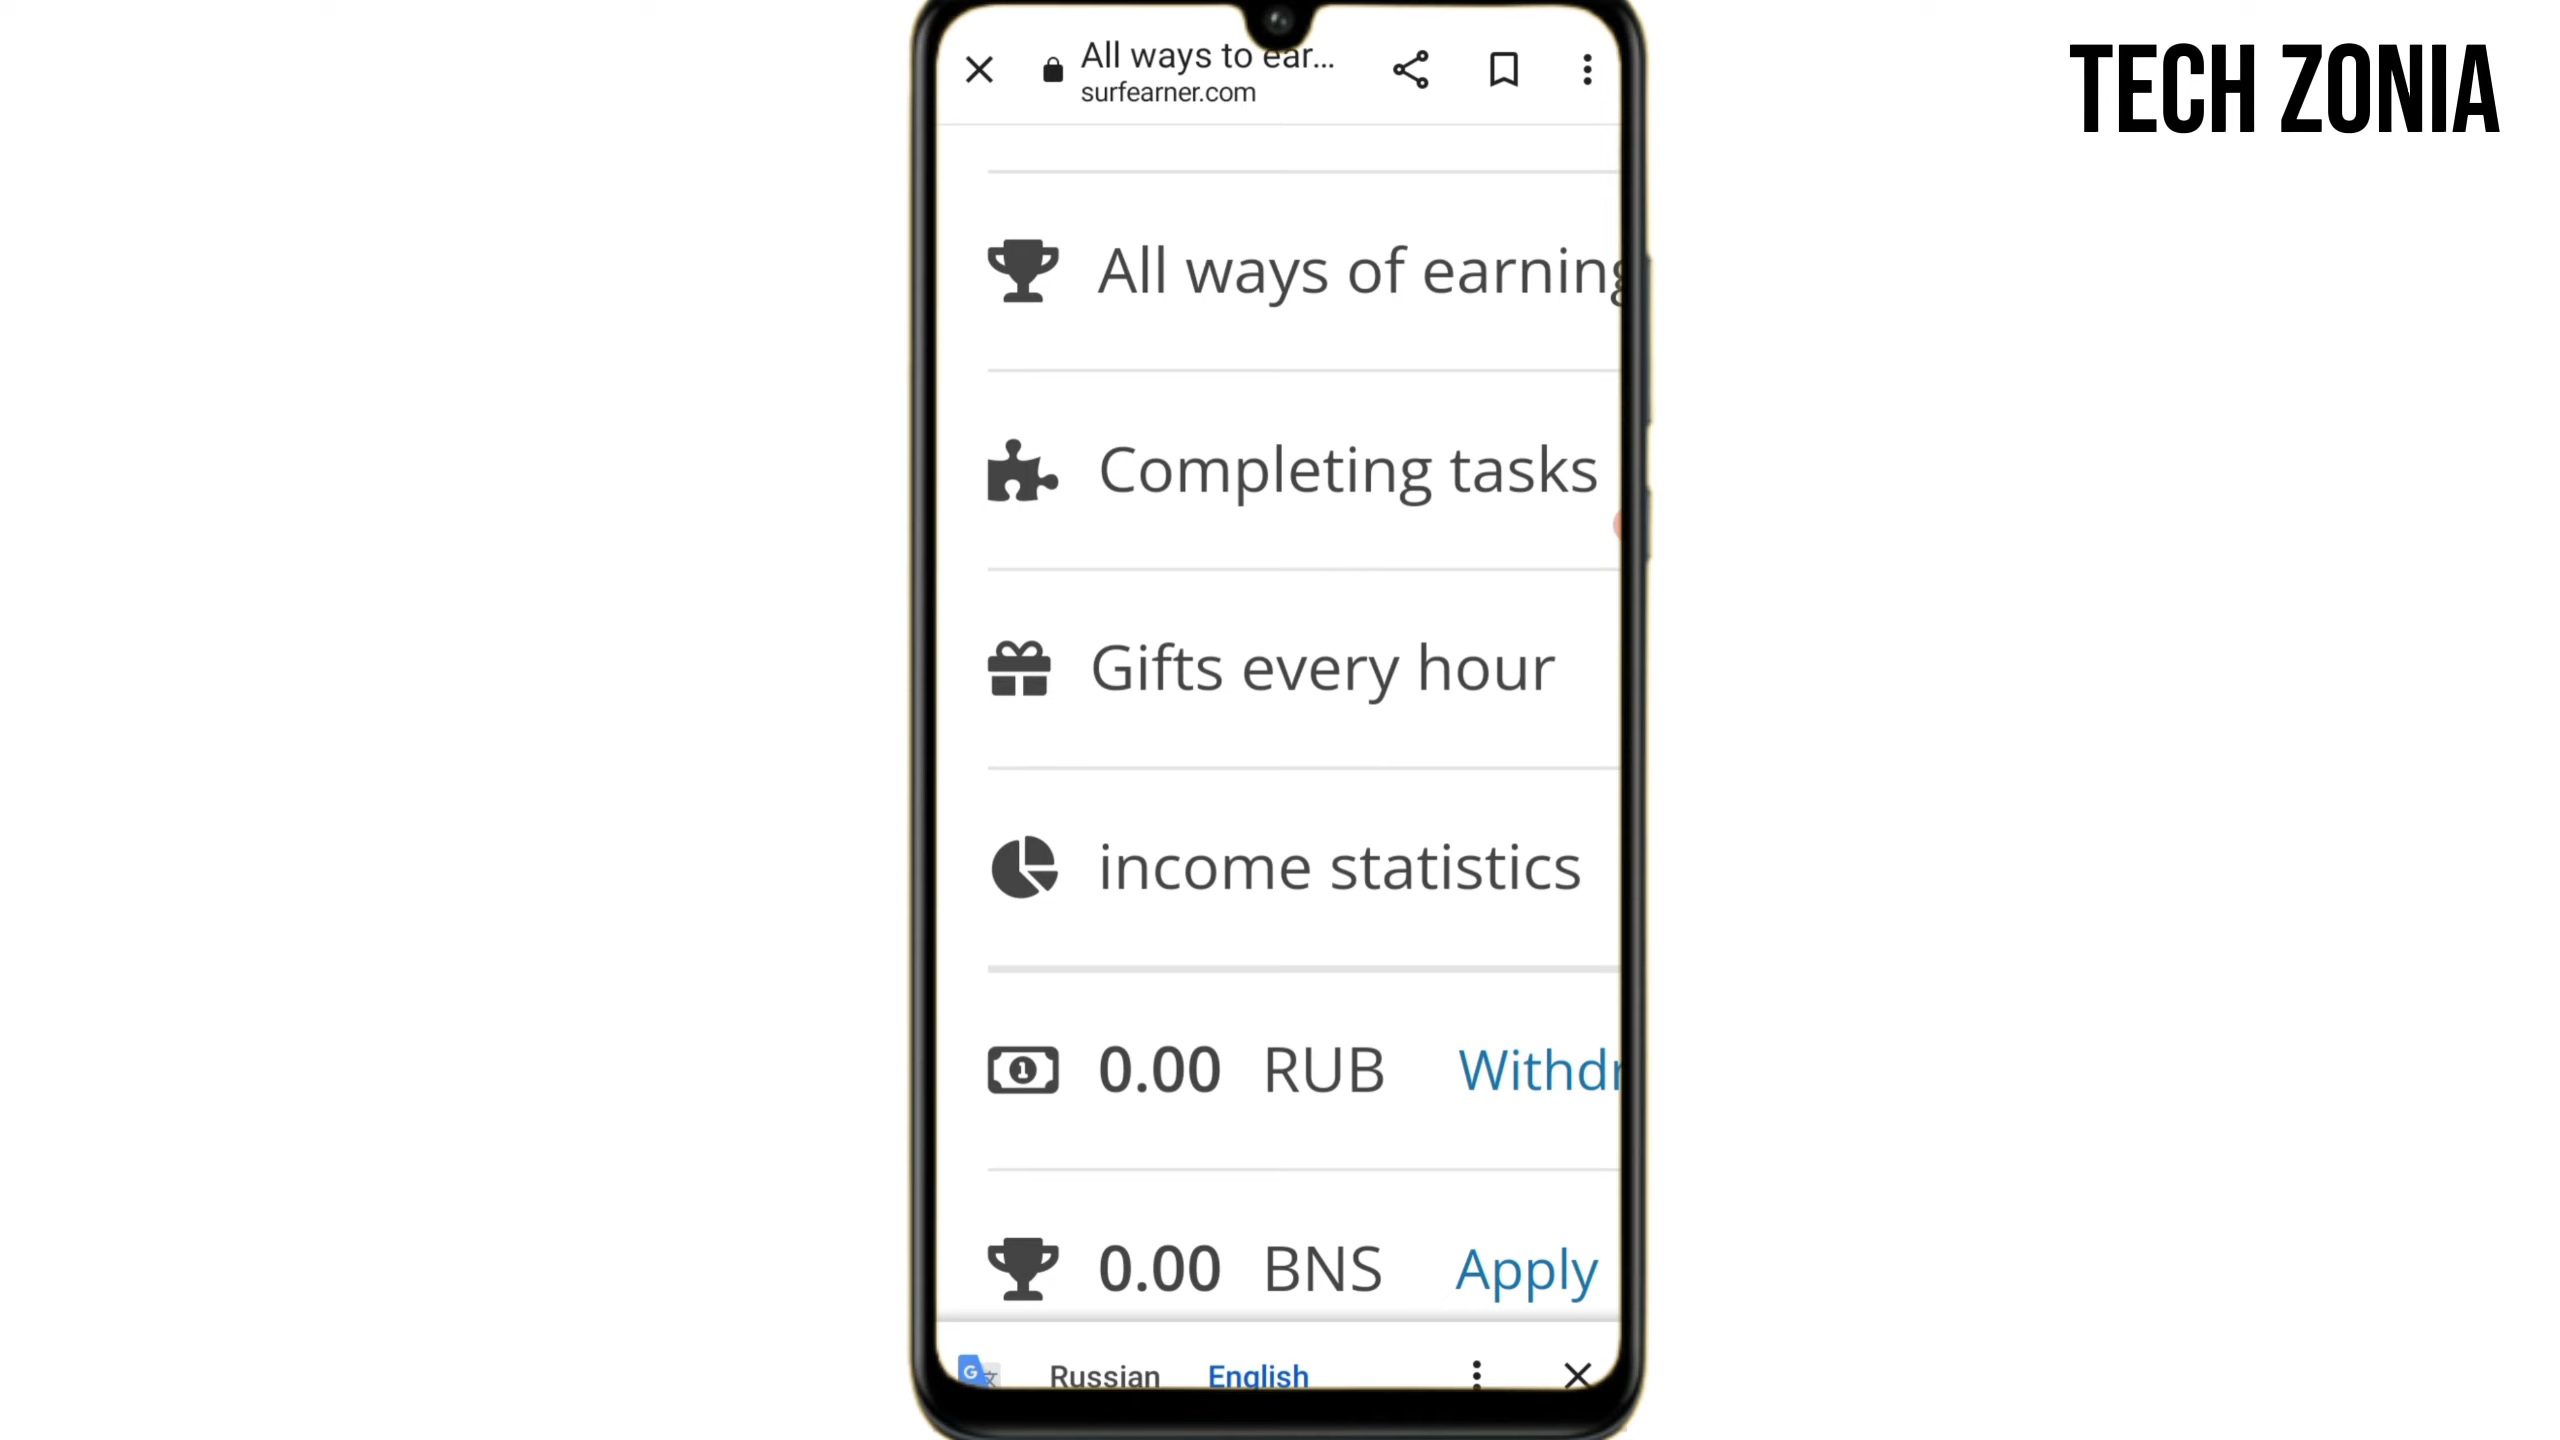 TECH ZONIA
All ways to ear...
surfearner.com
All ways of earning
Completing tasks
Gifts every hour
income statistics
0.00 RUB Withdr
0.00 BNS Apply
Russian English